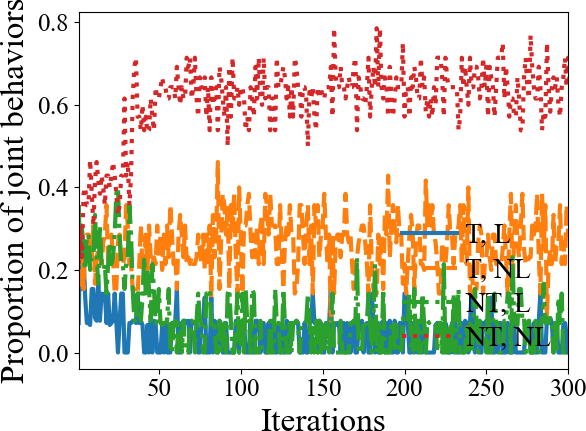 Proportion of joint behaviors
0.8
0.6
0.4
0.2
0.0
T, L
T, NL
NT, L
NT, NL
50 100 150 200 250 300
Iterations